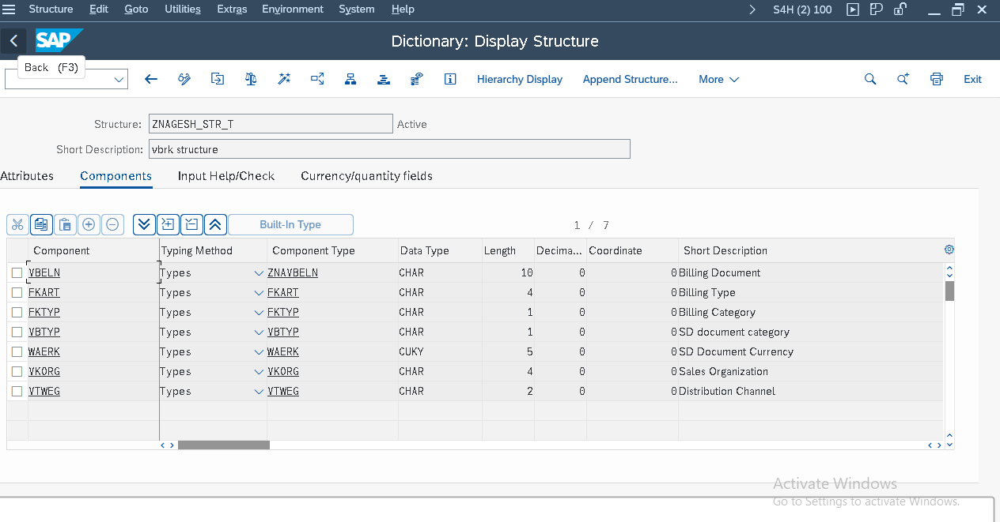 Structure Edit Goto Utilities Extras Environment System Help S4H (2) 100
SAP Dictionary: Display Structure
Back (F3)
Hierarchy Display Append Structure... More Exit
Structure: ZNAGESH_STR_T Active
Short Description: vbrk structure
Attributes Components Input Help/Check Currency/quantity fields
Built-In Type 1 / 7
Component Typing Method Component Type Data Type Length Decima... Coordinate Short Description
VBELN Types ZNAVBELN CHAR 10 0 0 Billing Document
FKART Types FKART CHAR 4 0 0 Billing Type
FKTYP Types FKTYP CHAR 1 0 0 Billing Category
VBTYP Types VBTYP CHAR 1 0 0 SD document category
WAERK Types WAERK CUKY 5 0 0 SD Document Currency
VKORG Types VKORG CHAR 4 0 0 Sales Organization
VTWEG Types VTWEG CHAR 2 0 0 Distribution Channel
Activate Windows
Go to Settings to activate Windows.